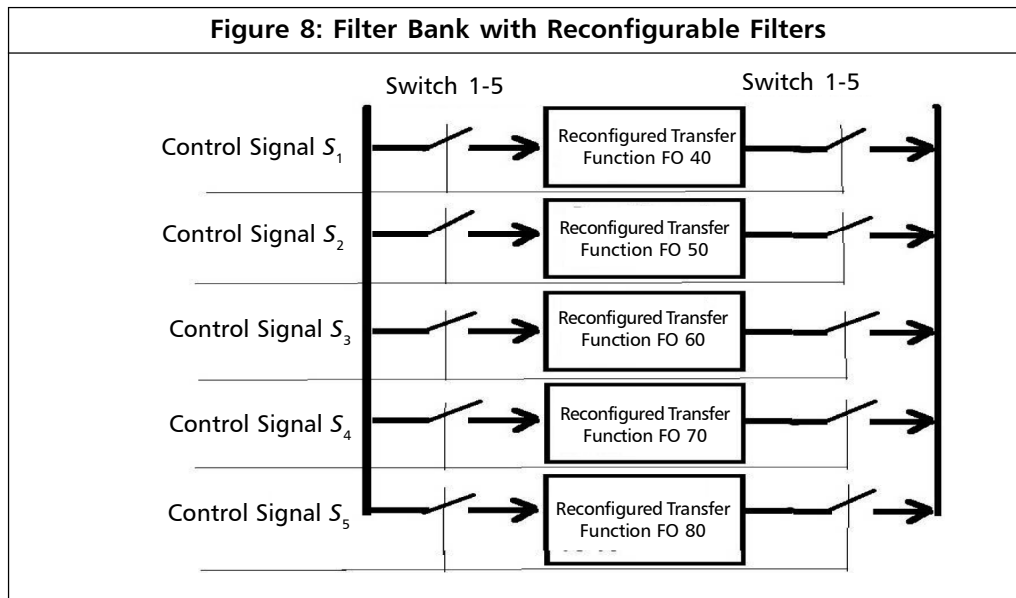 Figure 8: Filter Bank with Reconfigurable Filters
Switch 1-5
Switch 1-5
Control Signal S₁
Reconfigured Transfer
Function FO 40
Control Signal S₂
Reconfigured Transfer
Function FO 50
Control Signal S₃
Reconfigured Transfer
Function FO 60
Control Signal S₄
Reconfigured Transfer
Function FO 70
Control Signal S₅
Reconfigured Transfer
Function FO 80